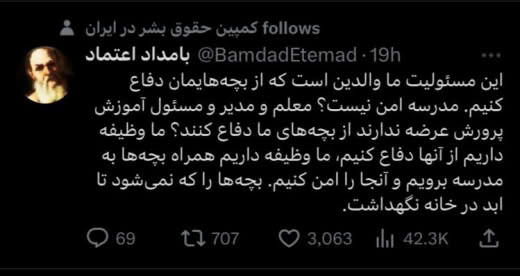 کمپین حقوق بشر در ایران follows
بامداد اعتماد @BamdadEtemad · 19h
این مسئولیت ما والدین است که از بچه‌هایمان دفاع
کنیم. مدرسه امن نیست؟ معلم و مدیر و مسئول آموزش
پرورش عرضه ندارند از بچه‌های ما دفاع کنند؟ ما وظیفه
داریم از آنها دفاع کنیم، ما وظیفه داریم همراه بچه‌ها به
مدرسه برویم و آنجا را امن کنیم. بچه‌ها را که نمی‌شود تا
ابد در خانه نگهداشت.
69 707 3,063 42.3K